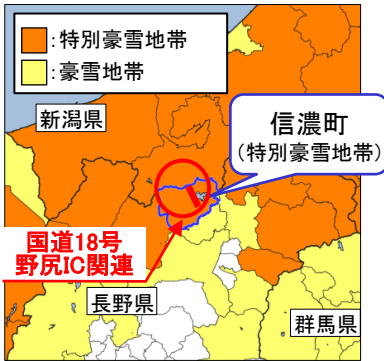 :特別豪雪地帯
:豪雪地帯
新潟県
信濃町
(特別豪雪地帯)
国道18号
野尻IC関連
長野県
群馬県